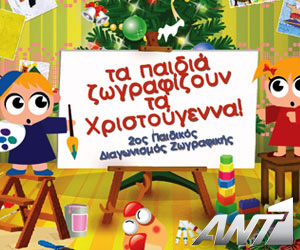 τα παιδιά
ζωγραφίζουν
τα
Χριστούγεννα!
2ος Παιδικός
Διαγωνισμός Ζωγραφικής
ANT1